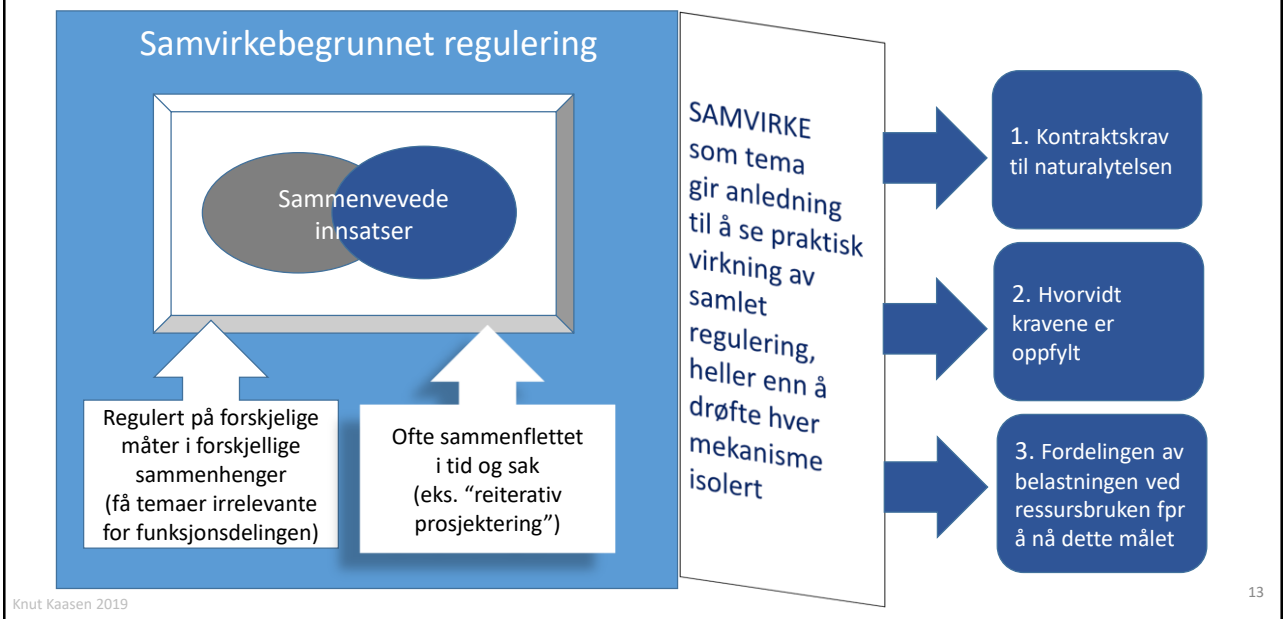 Samvirkebegrunnet regulering
Sammenvevede
innsatser
Regulert på forskjelige
måter i forskjellige
sammenhenger
(få temaer irrelevante
for funksjonsdelingen)
Ofte sammenflettet
i tid og sak
(eks. “reiterativ
prosjektering”)
SAMVIRKE
som tema
gir anledning
til å se praktisk
virkning av
samlet
regulering,
heller enn å
drøfte hver
mekanisme
isolert
1. Kontraktskrav
til naturalytelsen
2. Hvorvidt
kravene er
oppfylt
3. Fordelingen av
belastningen ved
ressursbruken fpr
å nå dette målet
Knut Kaasen 2019
13